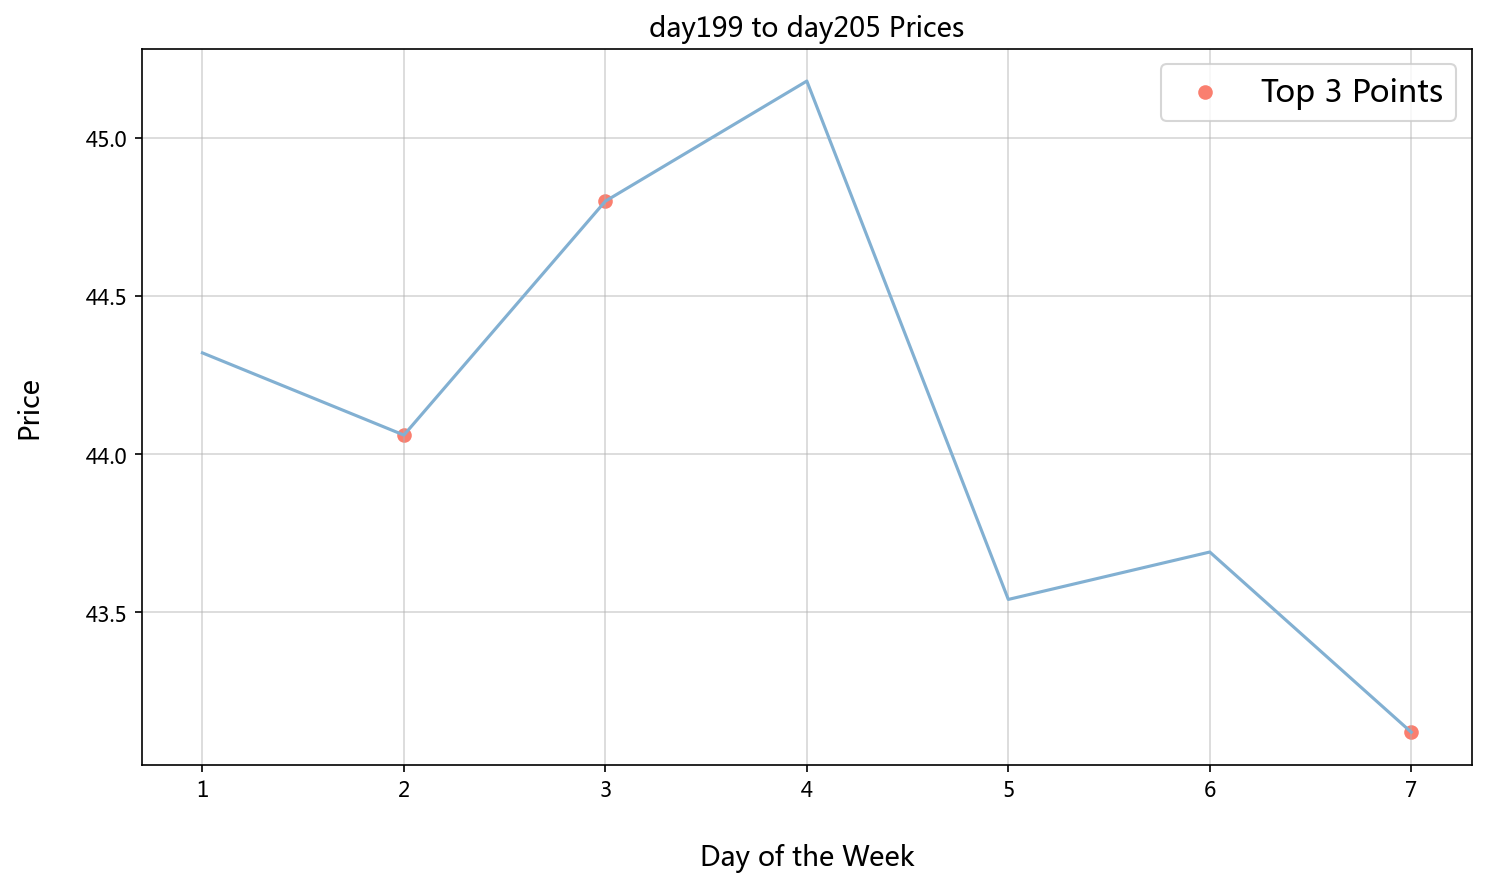 day199 to day205 Prices
Top 3 Points
45.0
44.5
44.0
43.5
Price
1 2 3 4 5 6 7
Day of the Week